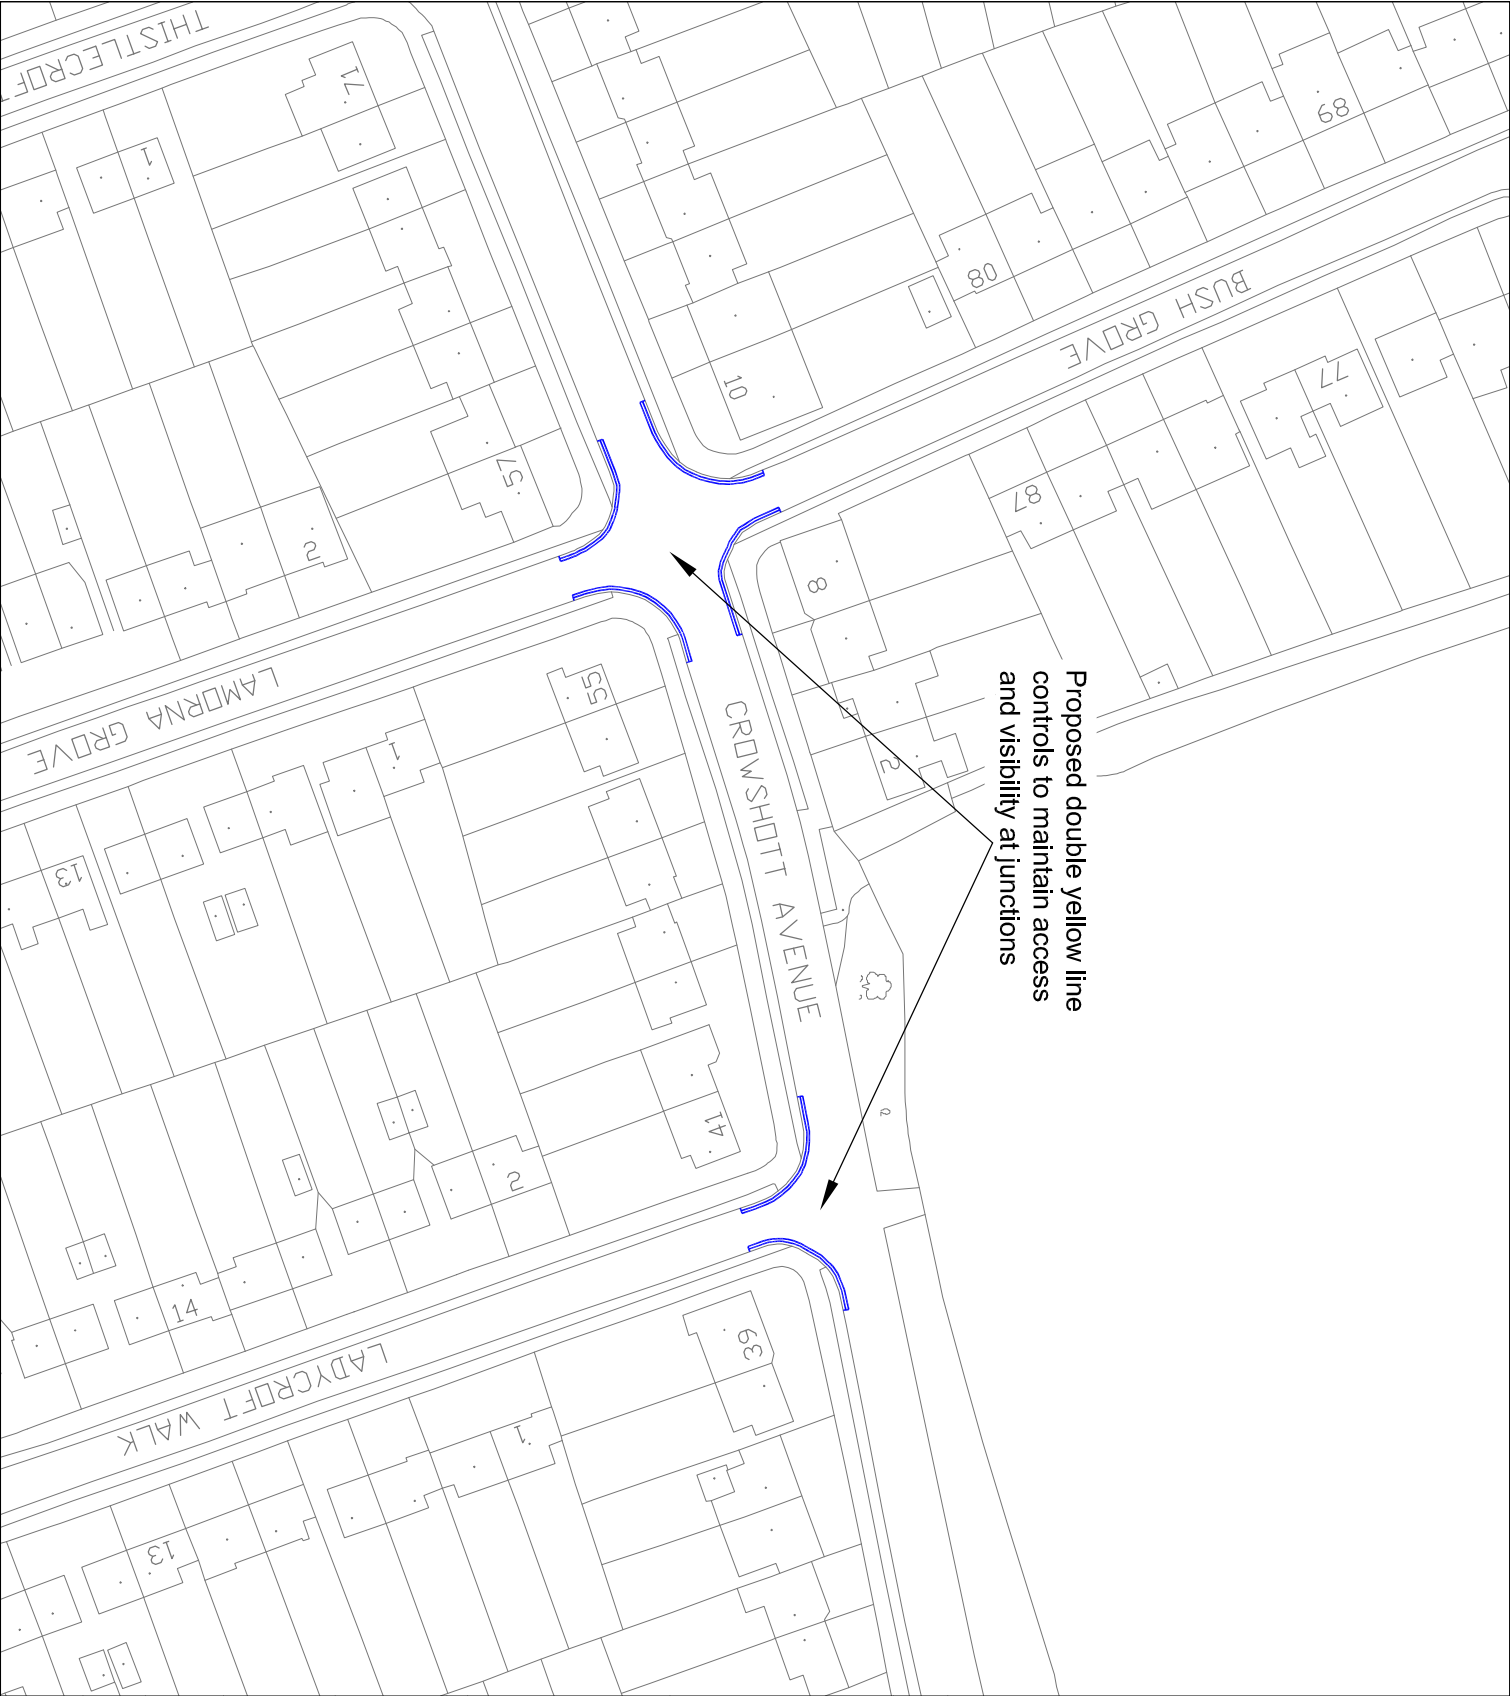 Proposed double yellow line
controls to maintain access
and visibility at junctions
THISTLECROFT
BUSH GROVE
LAMORNA GROVE
CROWSHOTT AVENUE
LADYCROFT WALK
71
1
68
80
10
77
87
57
2
8
2
55
1
13
41
2
14
39
1
13